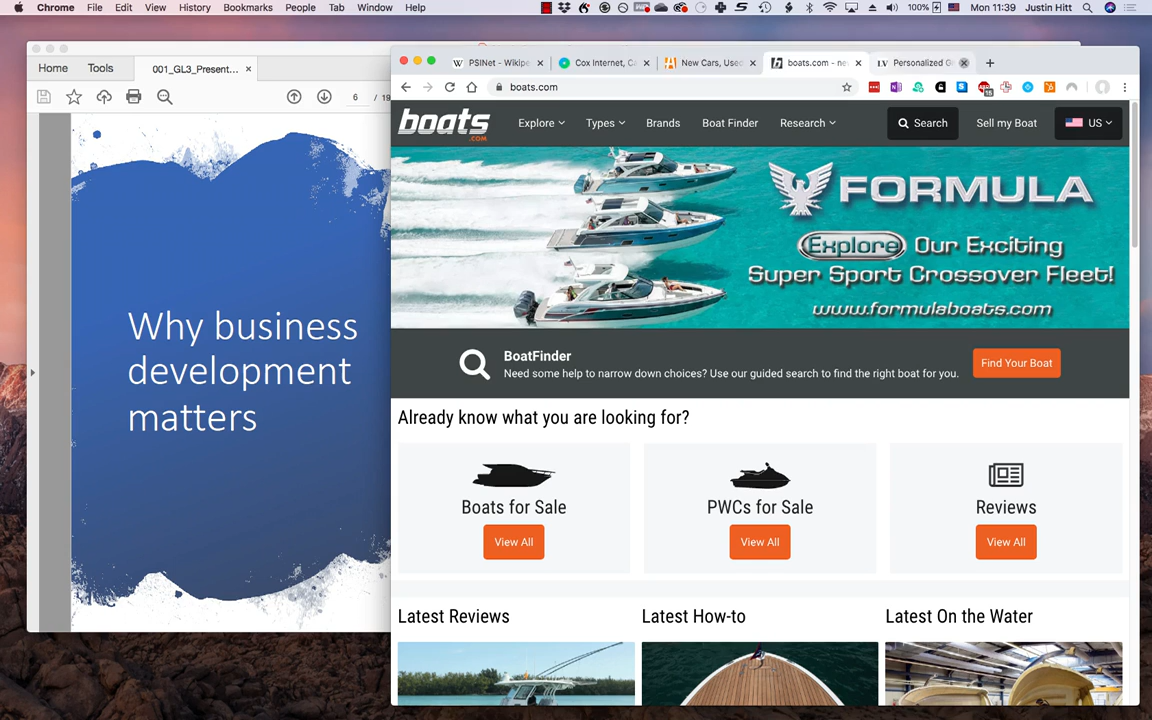 Chrome File Edit View History Bookmarks People Tab Window Help 100% Mon 11:39 Justin Hitt
Home Tools 001_GL3_Present... ×
6 / 19
Why business
development
matters
PSINet - Wikipe × Cox Internet, C × New Cars, Used × boats.com - ne × LV Personalized G ×
boats.com
boats.com Explore Types Brands Boat Finder Research Search Sell my Boat US
FORMULA
Explore Our Exciting
Super Sport Crossover Fleet!
www.formulaboats.com
BoatFinder
Need some help to narrow down choices? Use our guided search to find the right boat for you.
Find Your Boat
Already know what you are looking for?
Boats for Sale
View All
PWCs for Sale
View All
Reviews
View All
Latest Reviews
Latest How-to
Latest On the Water